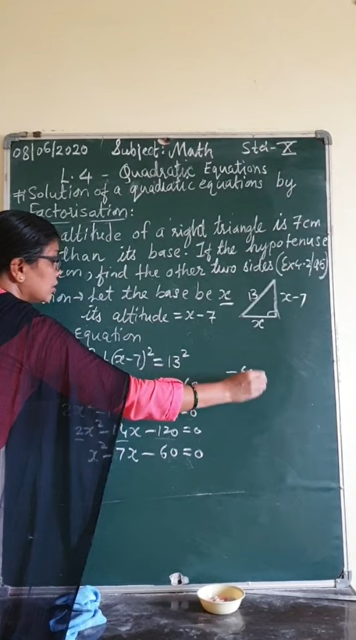 08/06/2020 Subject: Math Std - X
L: 4 - Quadratic Equations
# Solution of a quadratic equations by
Factorisation:
altitude of a right triangle is 7cm
than its base. If the hypotenuse
find the other two sides (Ex 4.2/Q5)
→ Let the base be x 13 x-7
its altitude = x-7 x
Equation
(x-7)² = 13²
2x² - 14x - 120 = 0
x² - 7x - 60 = 0